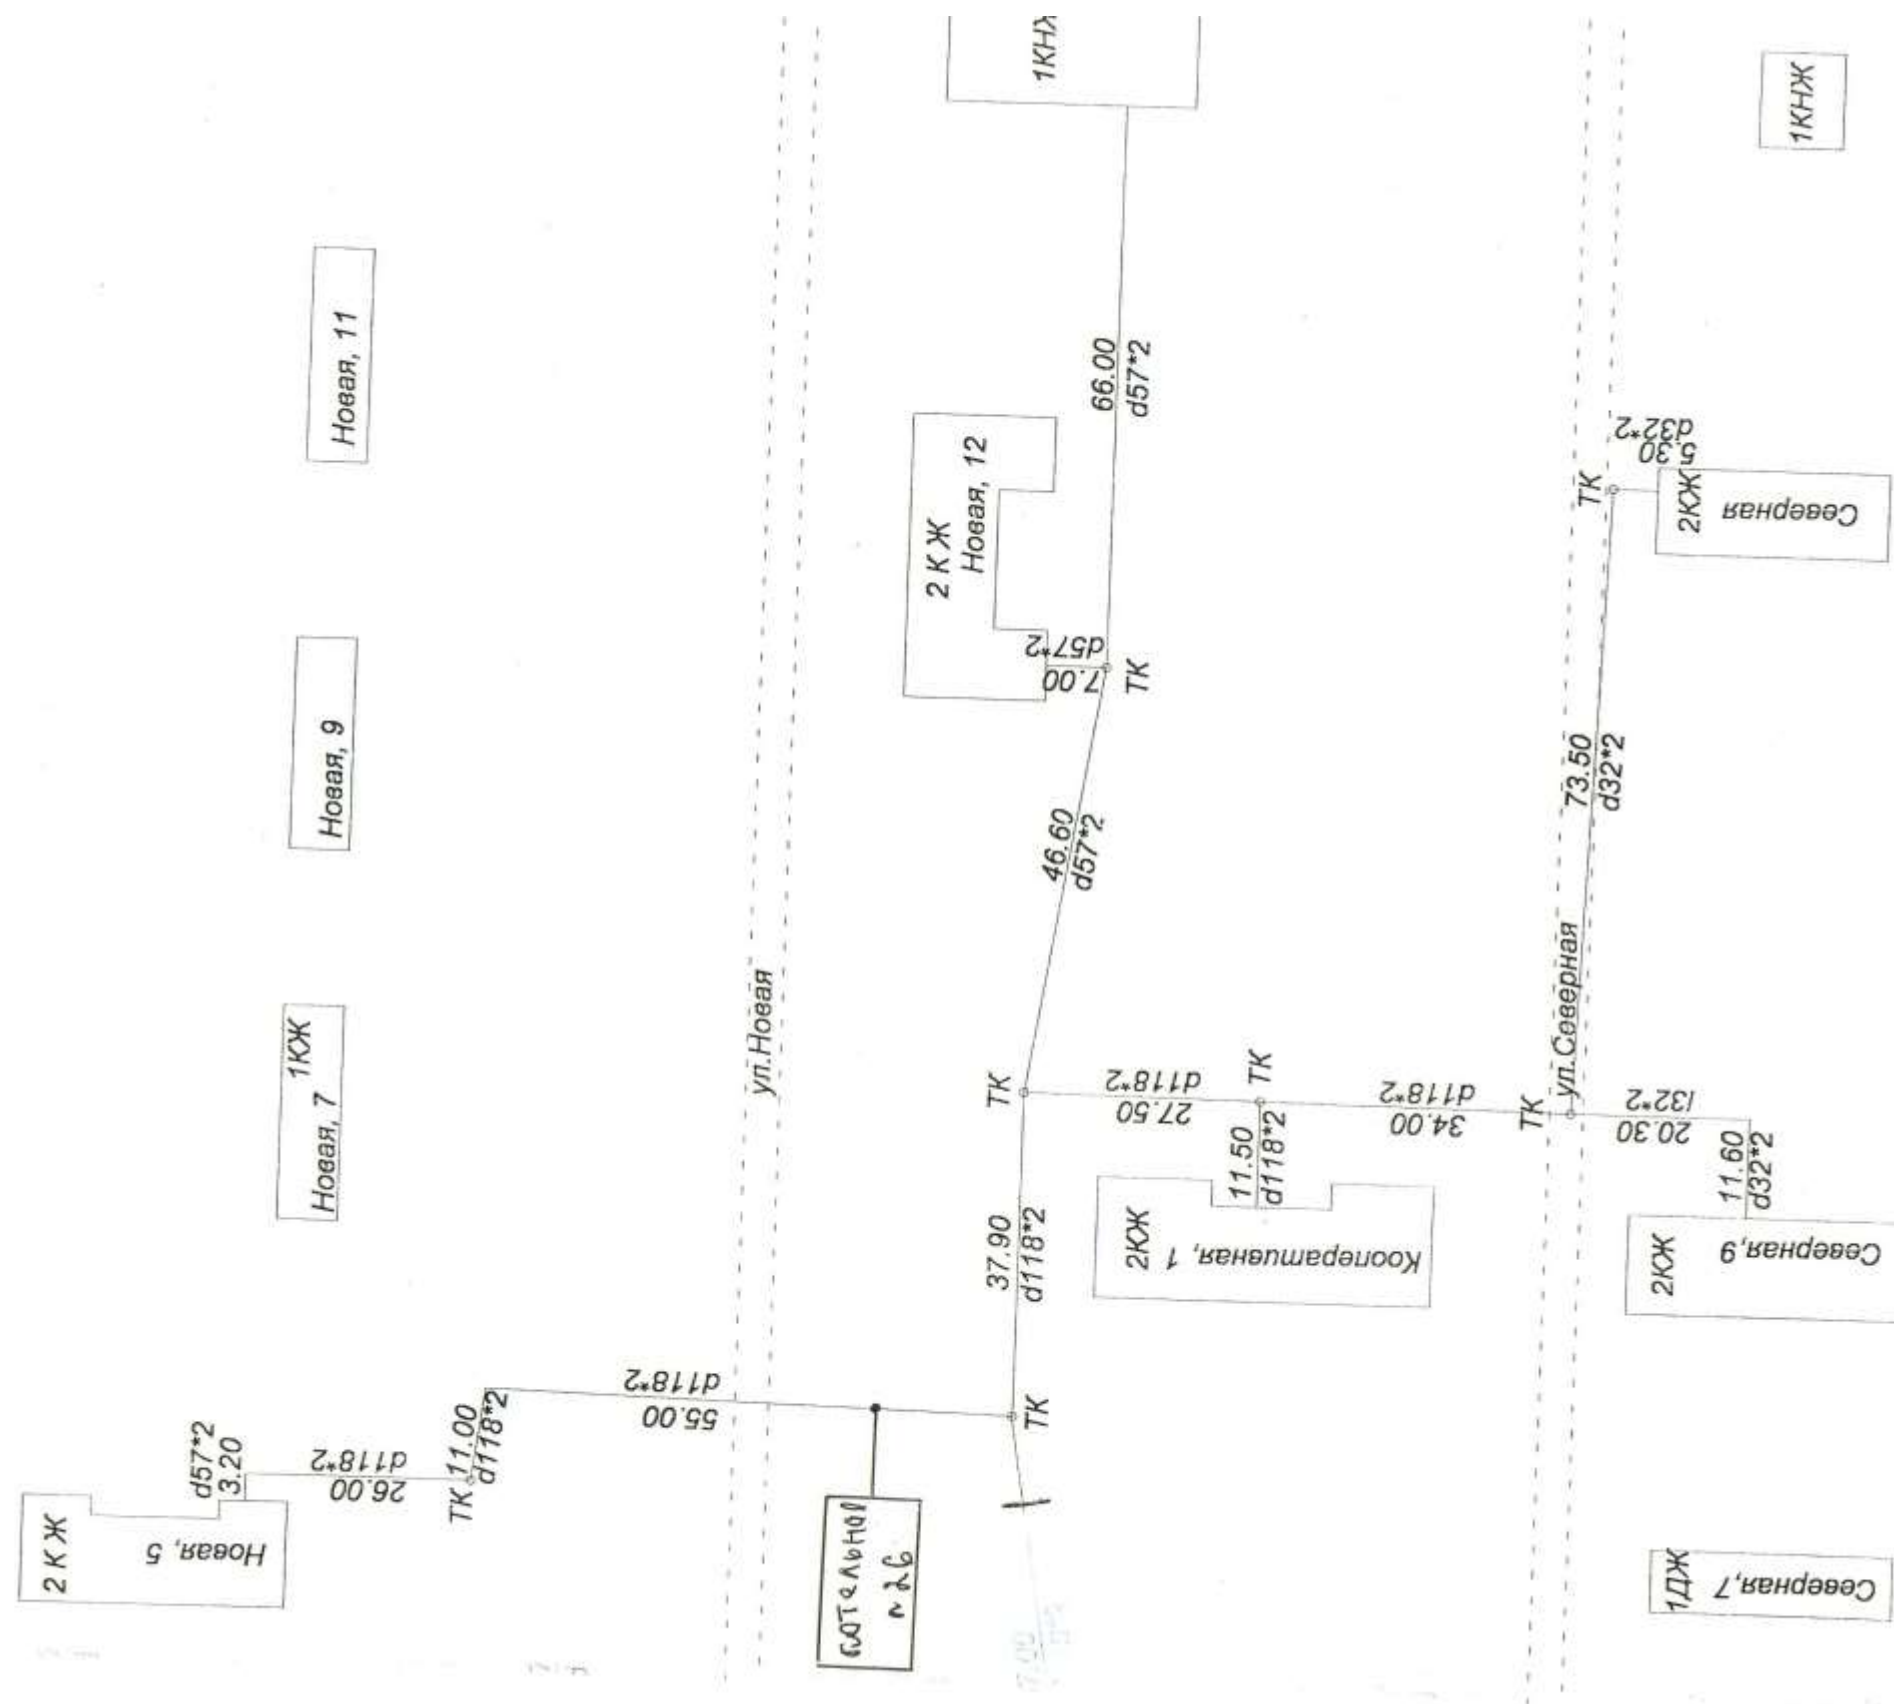 1КНЖ
1КНЖ
Новая, 11
66.00
d57*2
2 К Ж
Новая, 12
d57*2
7.00
ТК
d32*2
5.30
ТК
2КЖ
Северная
Новая, 9
46.60
d57*2
73.50
d32*2
1КЖ
Новая, 7
ул.Новая
ул.Северная
ТК
d118*2
27.50
ТК
11.50
d118*2
d118*2
34.00
ТК
l32*2
20.30
11.60
d32*2
37.90
d118*2
2КЖ
Кооперативная, 1
2КЖ
Северная,9
d118*2
55.00
ТК
11.00
d118*2
ТК
d118*2
26.00
d57*2
3.20
2 К Ж
Новая, 5
котельная
n 26
1ДЖ
Северная,7